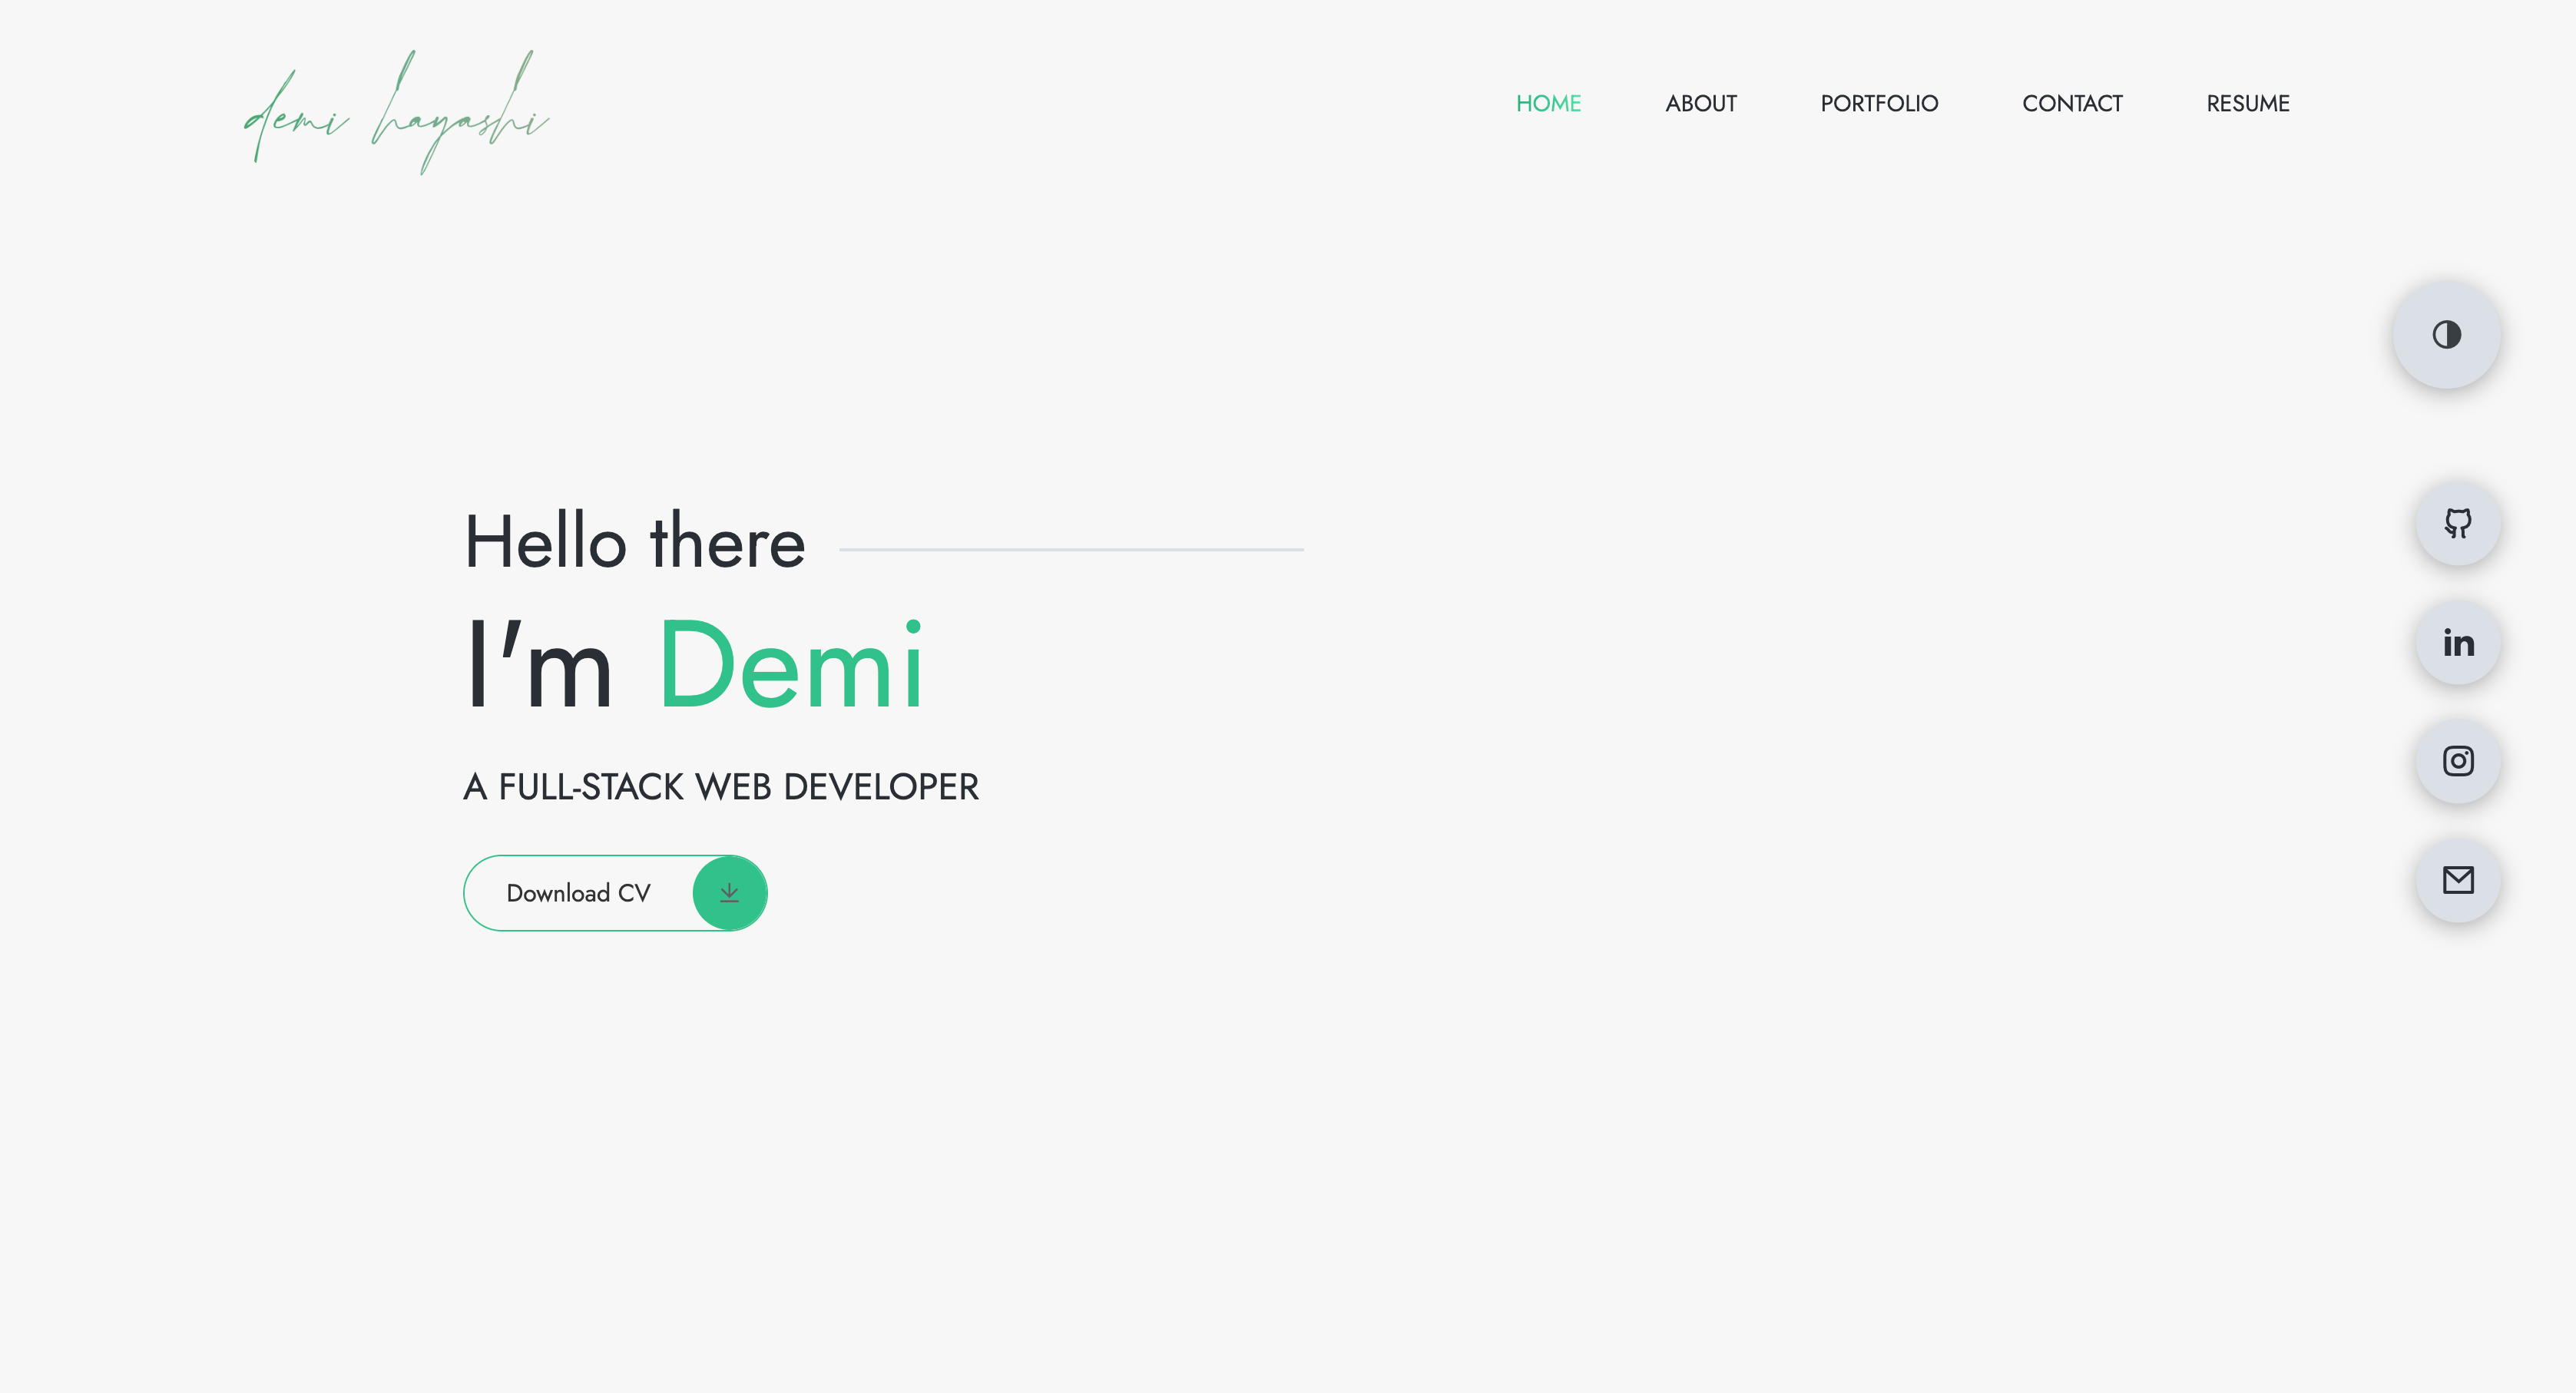 demi hayashi
HOME ABOUT PORTFOLIO CONTACT RESUME
Hello there
I'm Demi
A FULL-STACK WEB DEVELOPER
Download CV
in